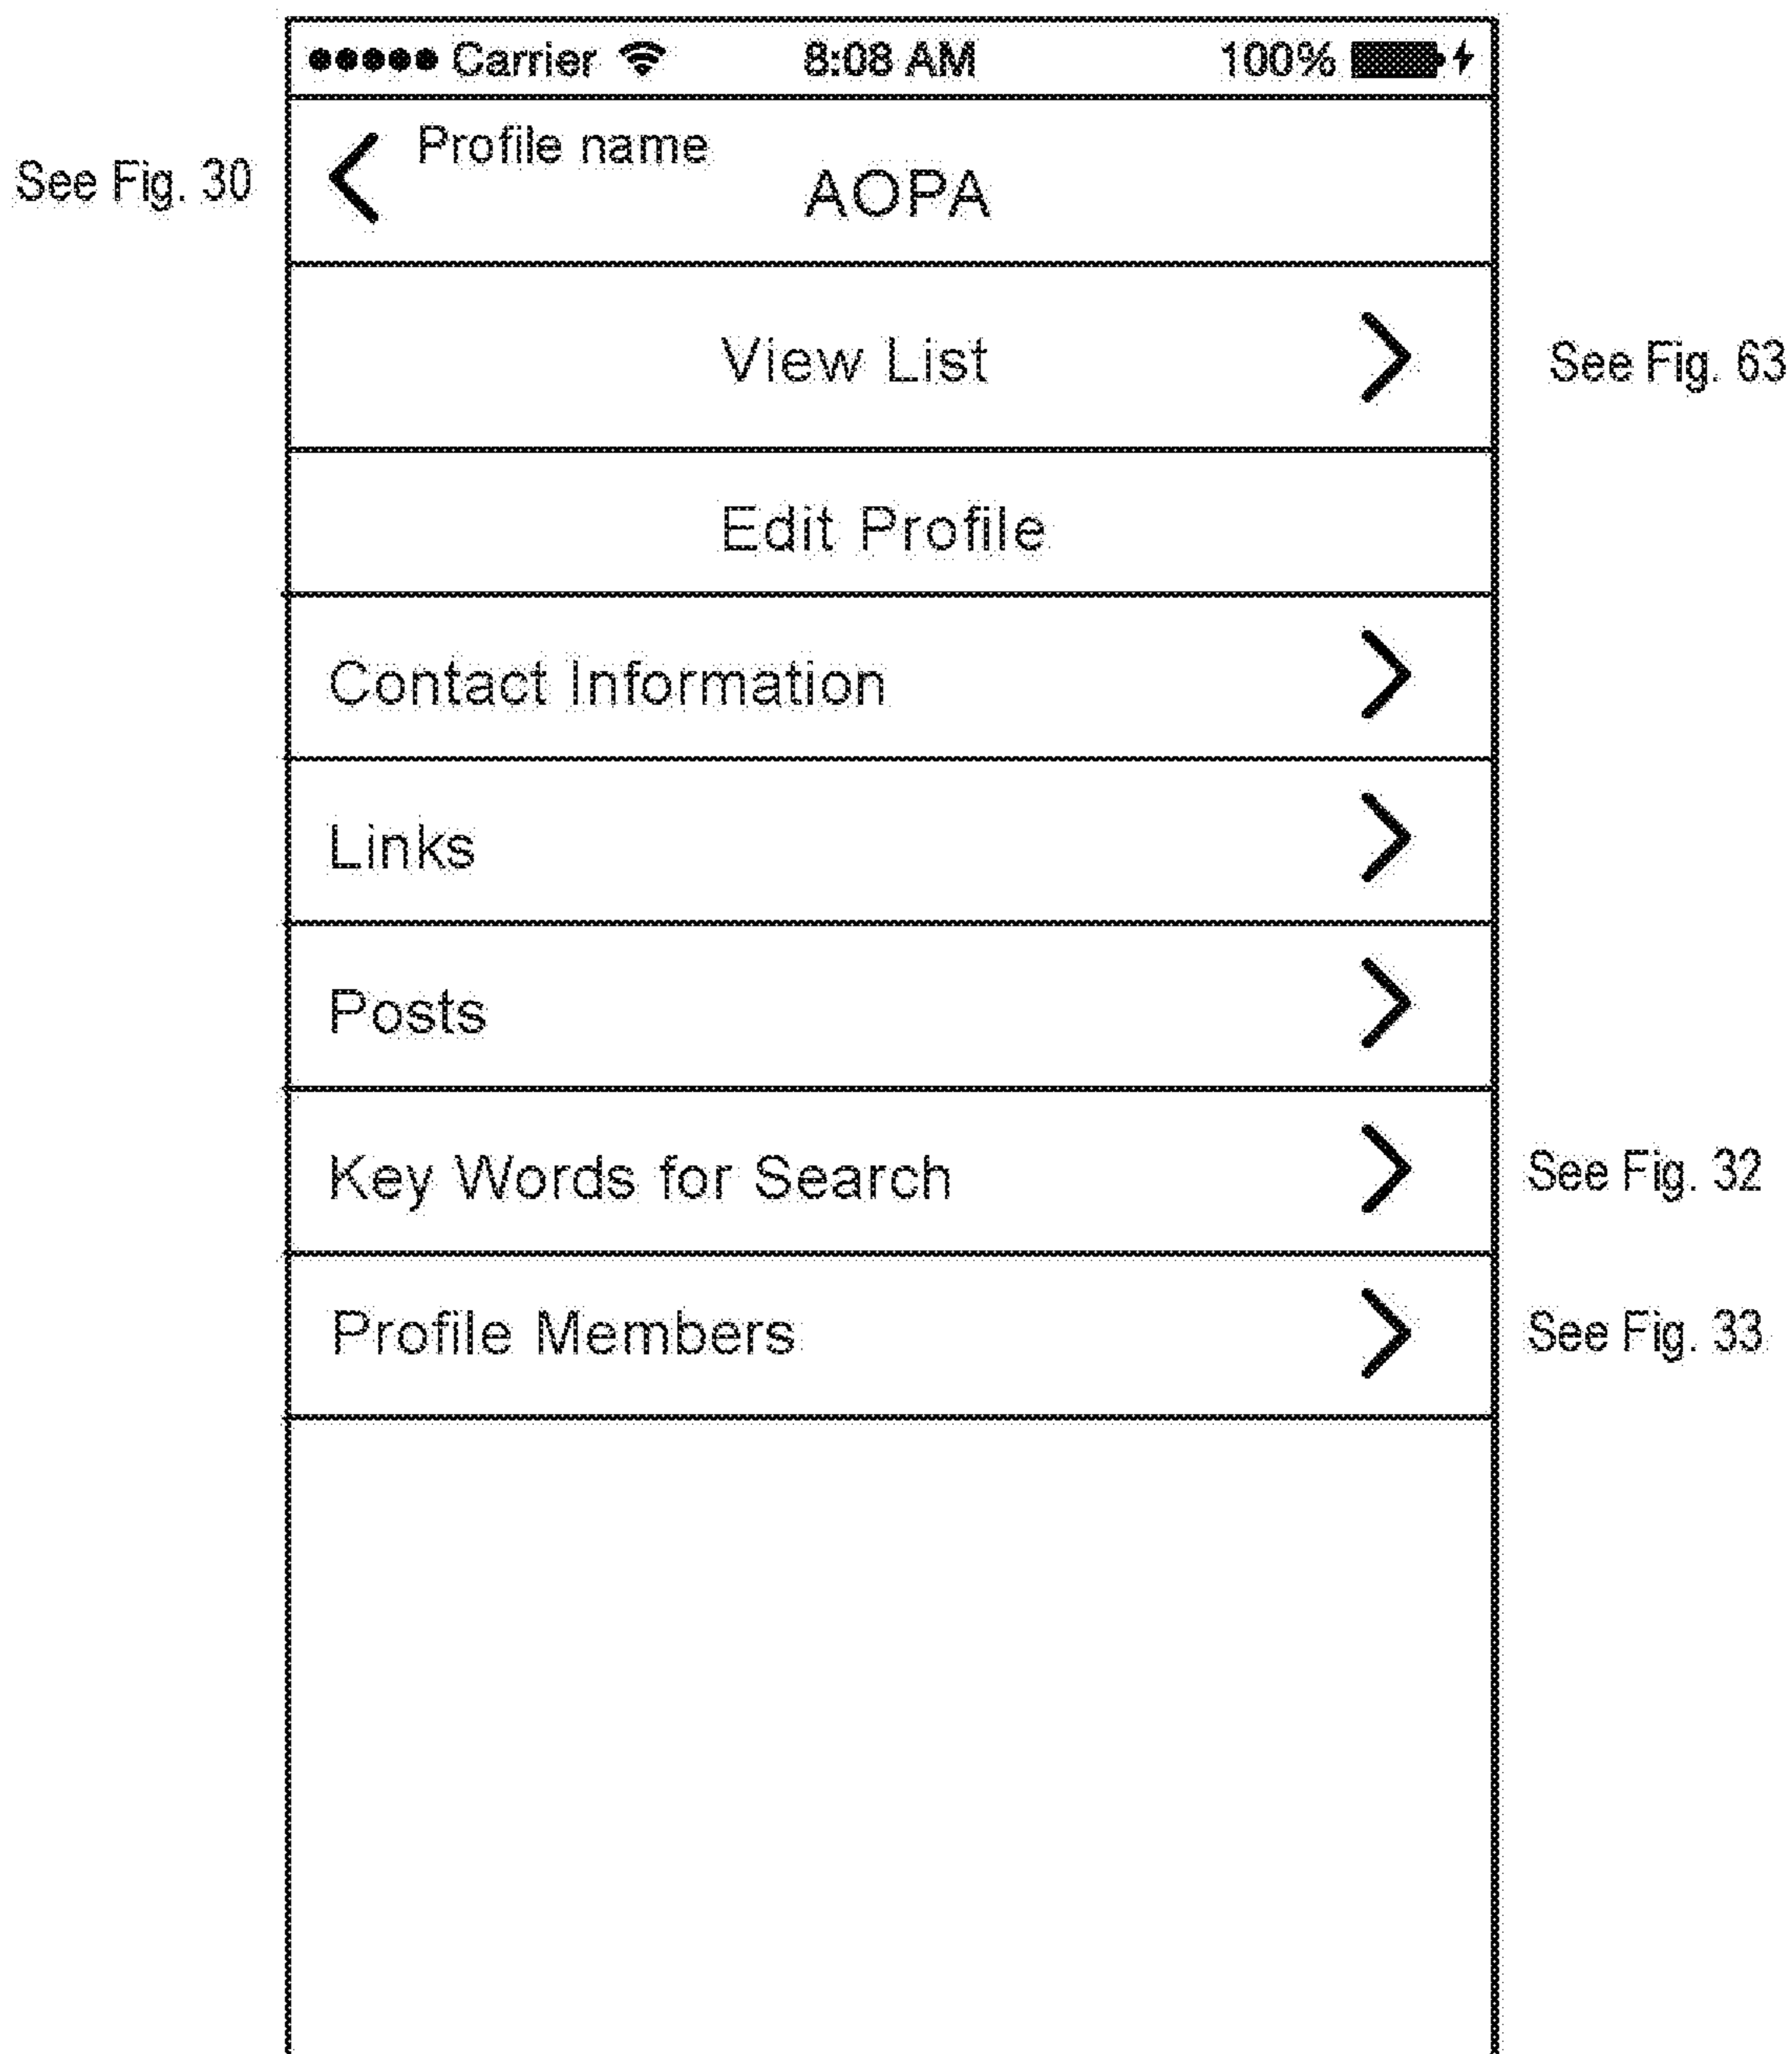 Carrier 8:08 AM 100%
Profile name
See Fig. 30 AOPA
View List See Fig. 63
Edit Profile
Contact Information
Links
Posts
Key Words for Search See Fig. 32
Profile Members See Fig. 33